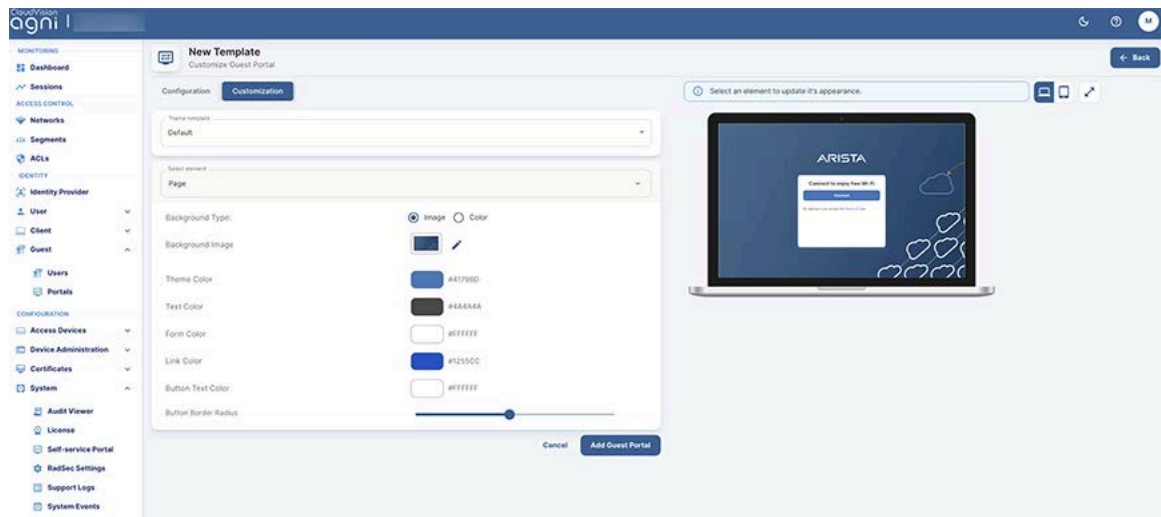 CloudVision
agni
M
MONITORING
Dashboard
Sessions
ACCESS CONTROL
Networks
Segments
ACLs
IDENTITY
Identity Provider
User
Client
Guest
Users
Portals
CONFIGURATION
Access Devices
Device Administration
Certificates
System
Audit Viewer
License
Self-service Portal
RadSec Settings
Support Logs
System Events
New Template
Customize Guest Portal
Back
Configuration
Customization
Theme template
Default
Select element
Page
Background Type:
Image
Color
Background Image
Theme Color
Text Color
#4A4A4A
Form Color
#FFFFFF
Link Color
#1255CC
Button Text Color
#FFFFFF
Button Border Radius
Cancel
Add Guest Portal
Select an element to update it's appearance.
ARISTA
Connect to enjoy free Wi-Fi